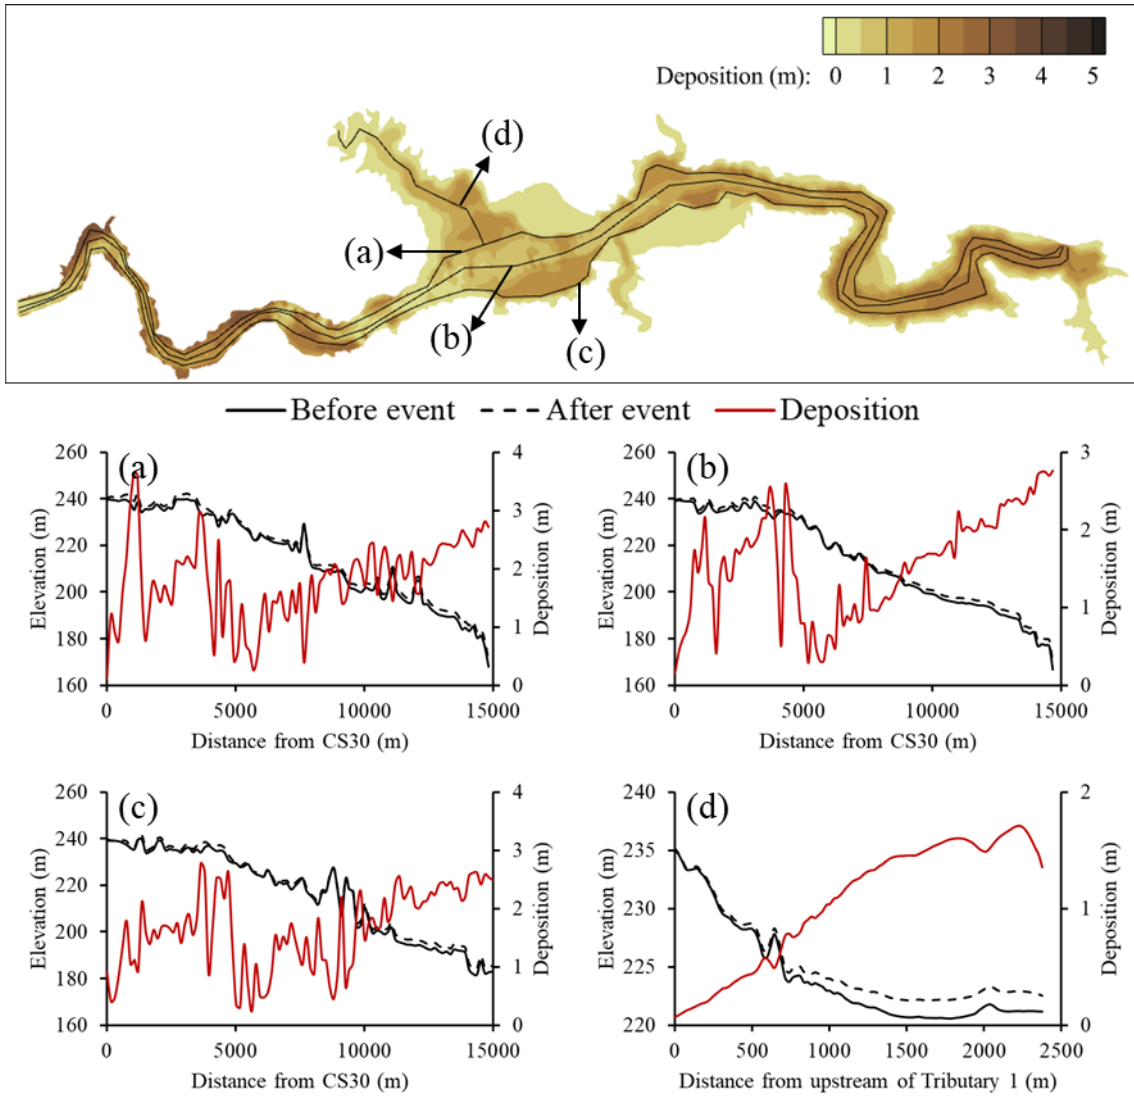 Deposition (m): 0 1 2 3 4 5
(d)
(a)
(b)
(c)
Before event After event Deposition
(a)
260
240
220
200
180
160
Elevation (m)
4
3
2
1
0
Deposition (m)
0 5000 10000 15000
Distance from CS30 (m)
(b)
260
240
220
200
180
160
Elevation (m)
3
2
1
0
Deposition (m)
0 5000 10000 15000
Distance from CS30 (m)
(c)
260
240
220
200
180
160
Elevation (m)
4
3
2
1
0
Deposition (m)
0 5000 10000 15000
Distance from CS30 (m)
(d)
240
235
230
225
220
Elevation (m)
2
1
0
Deposition (m)
0 500 1000 1500 2000 2500
Distance from upstream of Tributary 1 (m)